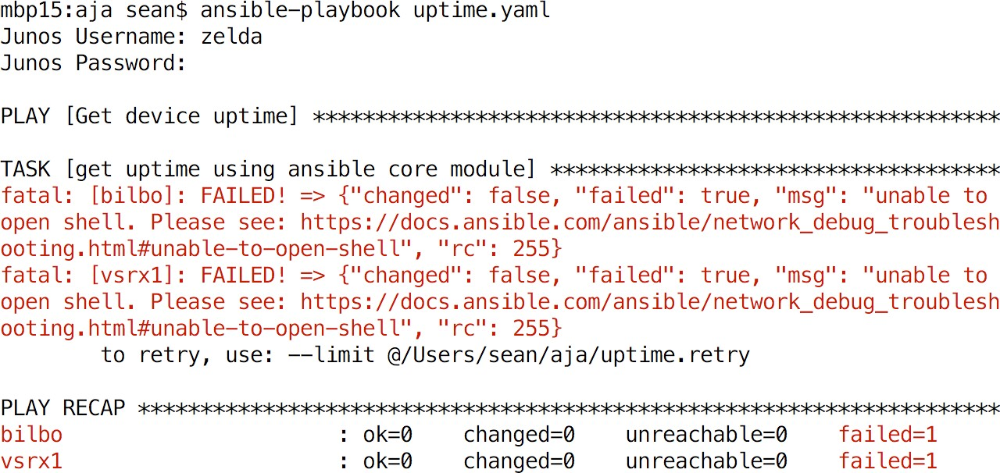 mbp15:aja sean$ ansible-playbook uptime.yaml
Junos Username: zelda
Junos Password:
PLAY [Get device uptime] *******************************************************
TASK [get uptime using ansible core module] ************************************
fatal: [bilbo]: FAILED! => {"changed": false, "failed": true, "msg": "unable to
open shell. Please see: https://docs.ansible.com/ansible/network_debug_troublesh
ooting.html#unable-to-open-shell", "rc": 255}
fatal: [vsrx1]: FAILED! => {"changed": false, "failed": true, "msg": "unable to
open shell. Please see: https://docs.ansible.com/ansible/network_debug_troublesh
ooting.html#unable-to-open-shell", "rc": 255}
        to retry, use: --limit @/Users/sean/aja/uptime.retry
PLAY RECAP *********************************************************************
bilbo                      : ok=0    changed=0    unreachable=0    failed=1
vsrx1                      : ok=0    changed=0    unreachable=0    failed=1